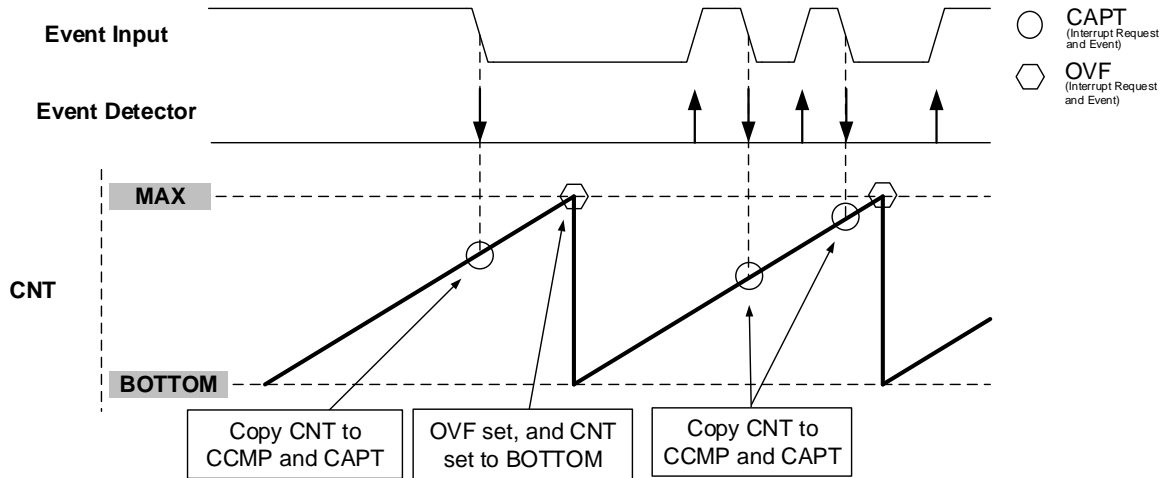 Event Input
CAPT
(Interrupt Request
and Event)
OVF
(Interrupt Request
and Event)
Event Detector
MAX
CNT
BOTTOM
Copy CNT to
CCMP and CAPT
OVF set, and CNT
set to BOTTOM
Copy CNT to
CCMP and CAPT